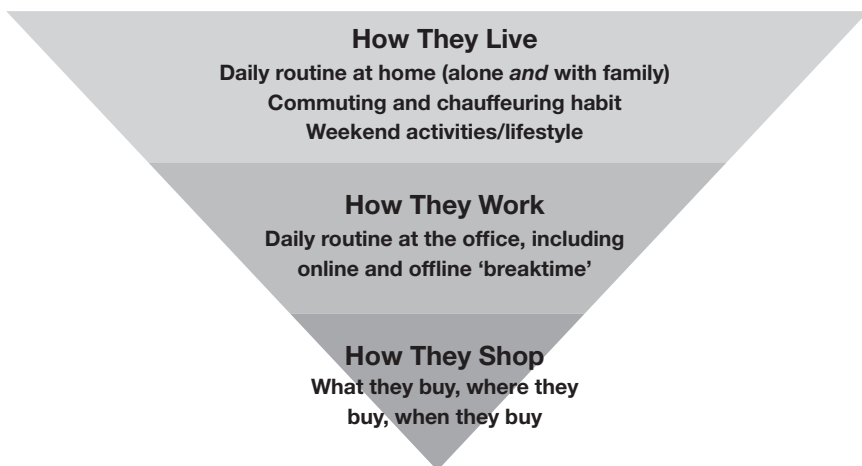 How They Live
Daily routine at home (alone and with family)
Commuting and chauffeuring habit
Weekend activities/lifestyle
How They Work
Daily routine at the office, including
online and offline ‘breaktime’
How They Shop
What they buy, where they
buy, when they buy